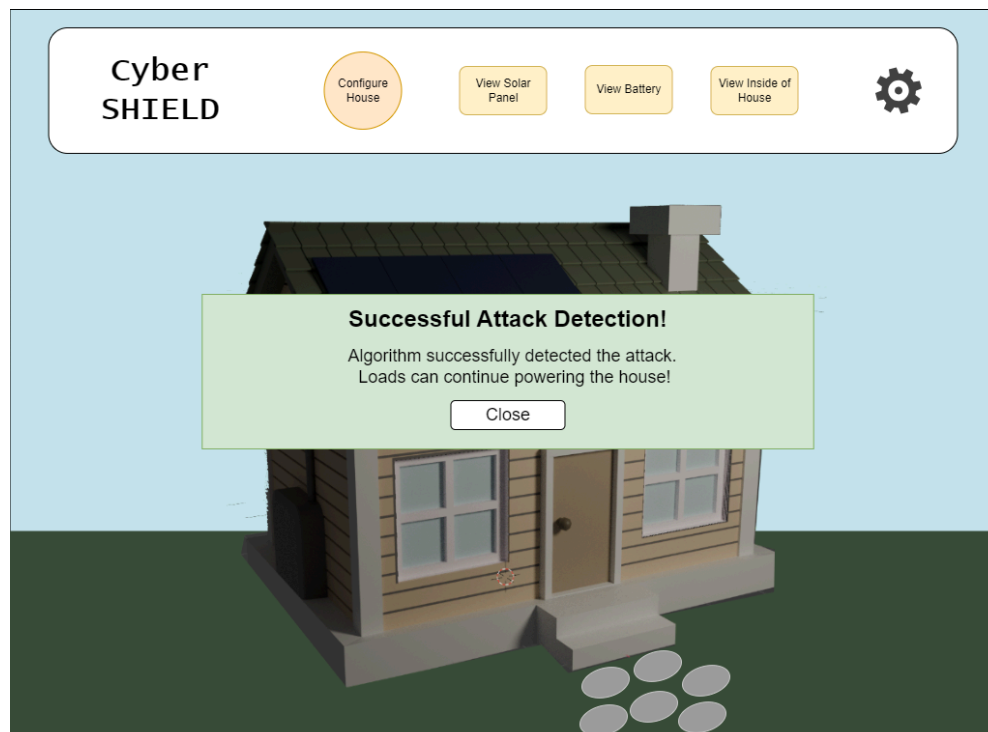 Cyber
SHIELD
Configure
House
View Solar
Panel
View Battery
View Inside of
House
Successful Attack Detection!
Algorithm successfully detected the attack.
Loads can continue powering the house!
Close